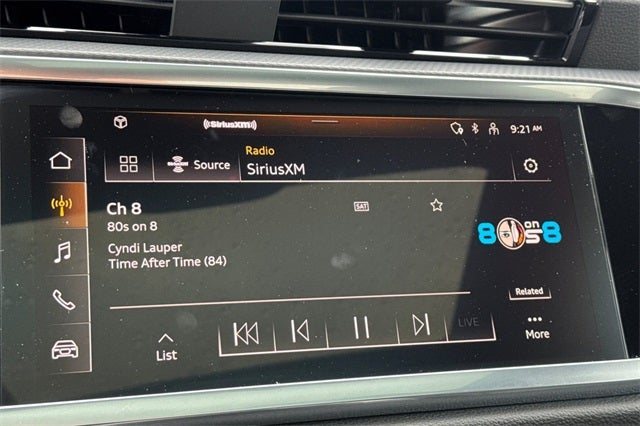 ((SiriusXM))
9:21 AM
Radio
Source
SiriusXM
Ch 8
SAT
80s on 8
8 on 8
Cyndi Lauper
Time After Time (84)
Related
LIVE
List
More